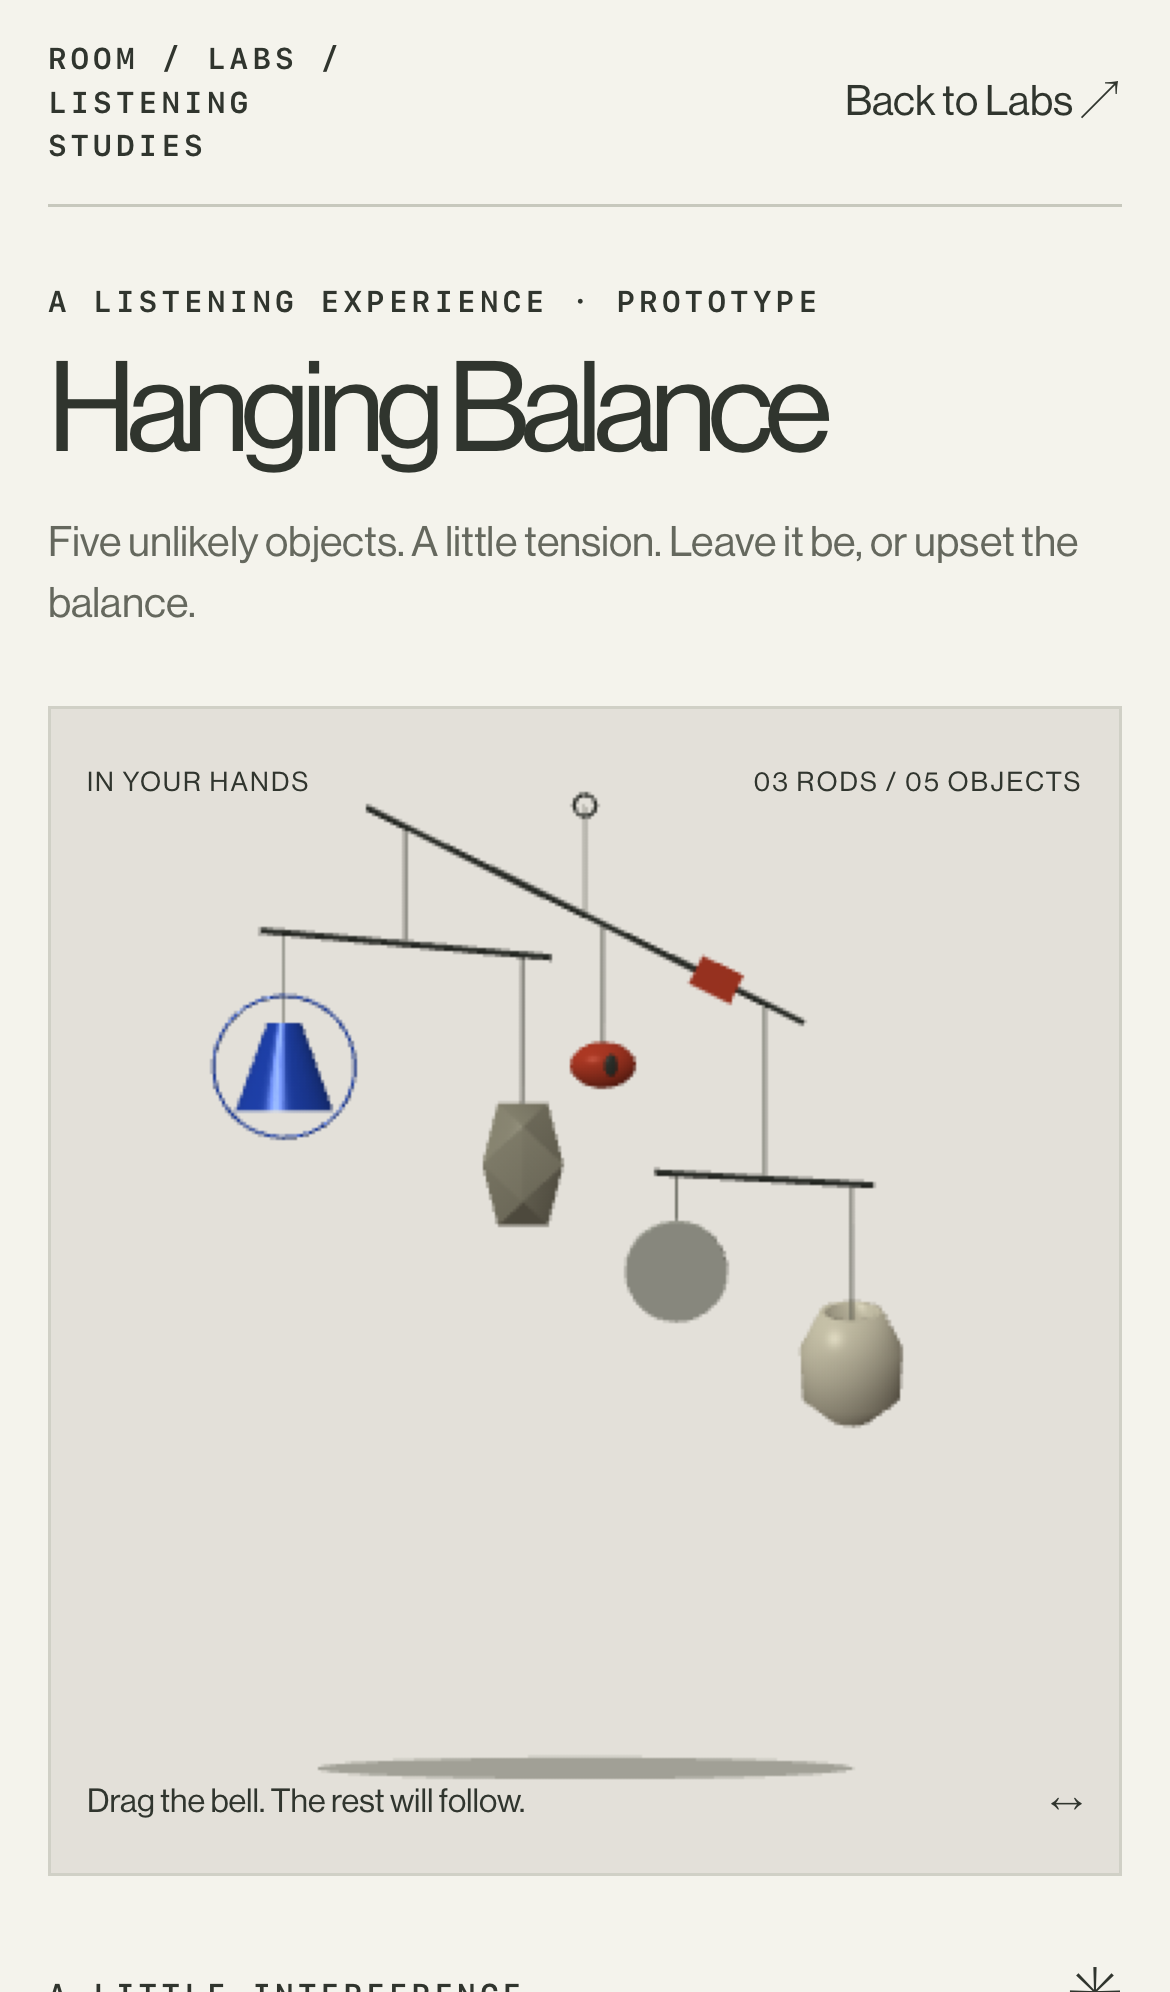 ROOM / LABS /
LISTENING
STUDIES
Back to Labs ↗
A LISTENING EXPERIENCE · PROTOTYPE
Hanging Balance
Five unlikely objects. A little tension. Leave it be, or upset the
balance.
IN YOUR HANDS
03 RODS / 05 OBJECTS
Drag the bell. The rest will follow.
↔
A LITTLE INTERFERENCE